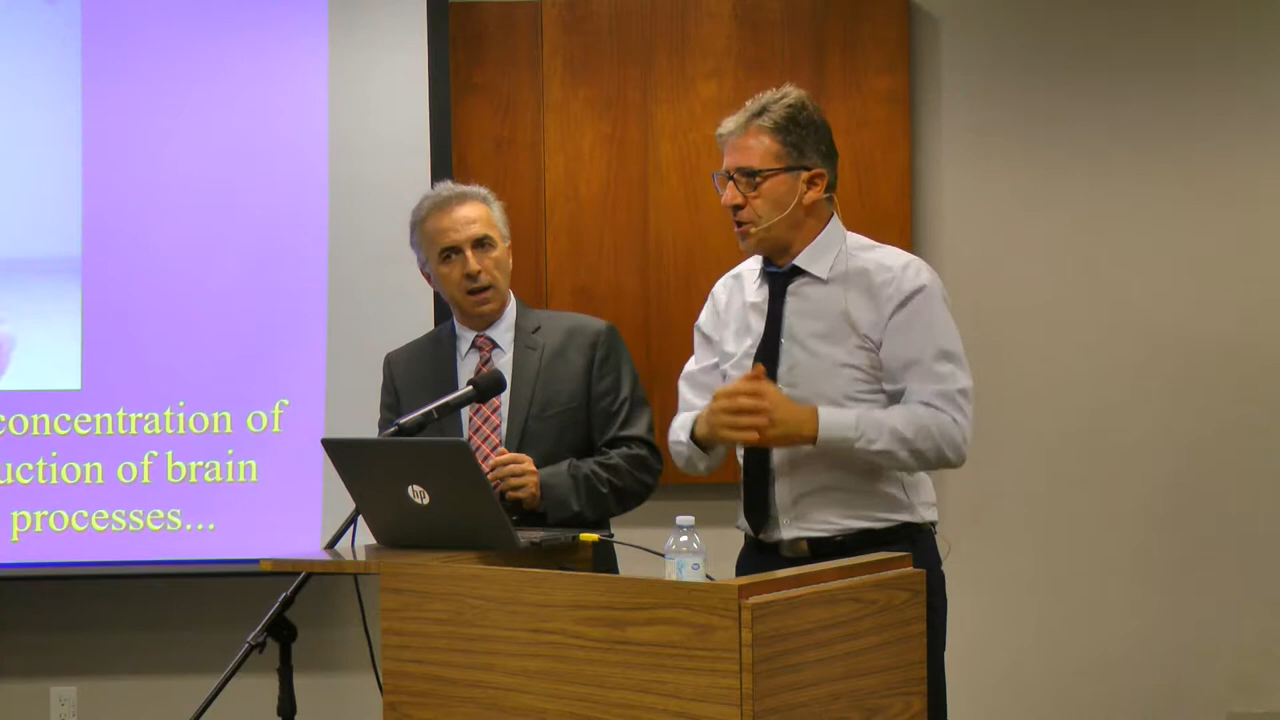 concentration of
uction of brain
processes...
hp